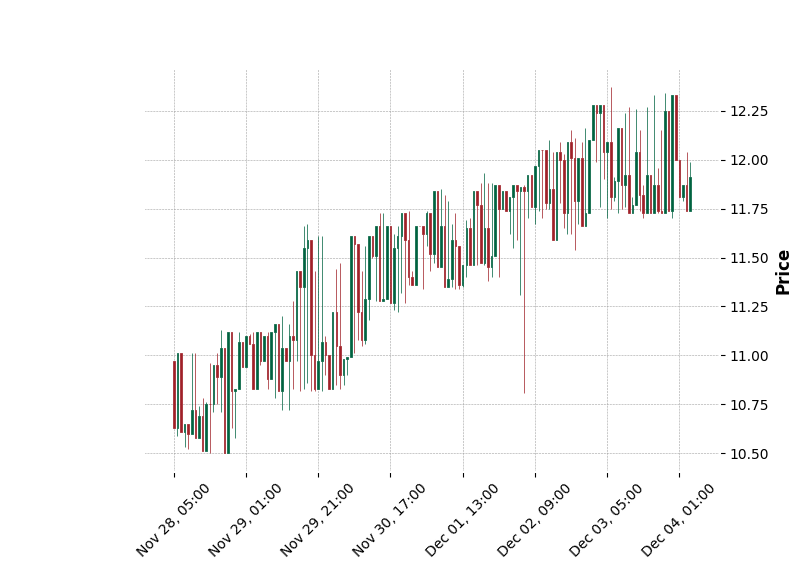 12.25
12.00
11.75
11.50
11.25
11.00
10.75
10.50
Price
Nov 28, 05:00
Nov 29, 01:00
Nov 29, 21:00
Nov 30, 17:00
Dec 01, 13:00
Dec 02, 09:00
Dec 03, 05:00
Dec 04, 01:00